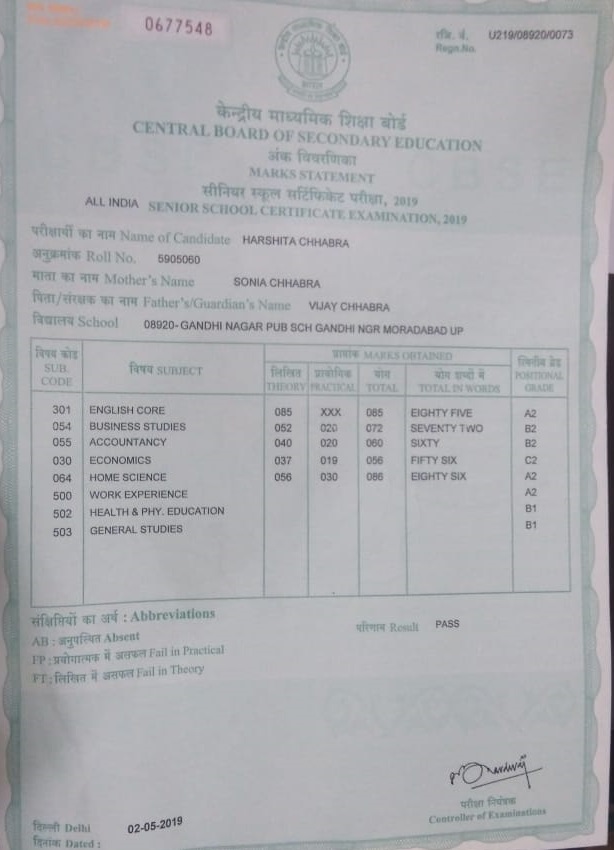 0677548
रजि. सं. U219/08920/0073
Regn.No.
केन्द्रीय माध्यमिक शिक्षा बोर्ड
CENTRAL BOARD OF SECONDARY EDUCATION
अंक विवरणिका
MARKS STATEMENT
सीनियर स्कूल सर्टिफिकेट परीक्षा, 2019
ALL INDIA SENIOR SCHOOL CERTIFICATE EXAMINATION, 2019
परीक्षार्थी का नाम Name of Candidate HARSHITA CHHABRA
अनुक्रमांक Roll No. 5905060
माता का नाम Mother's Name SONIA CHHABRA
पिता/संरक्षक का नाम Father's/Guardian's Name VIJAY CHHABRA
विद्यालय School 08920-GANDHI NAGAR PUB SCH GANDHI NGR MORADABAD UP
विषय कोड SUB. CODE विषय SUBJECT प्राप्तांक MARKS OBTAINED POSITIONAL GRADE
लिखित THEORY प्रायोगिक PRACTICAL योग TOTAL योग शब्दों में TOTAL IN WORDS
301 ENGLISH CORE 085 XXX 085 EIGHTY FIVE A2
054 BUSINESS STUDIES 052 020 072 SEVENTY TWO B2
055 ACCOUNTANCY 040 020 060 SIXTY B2
030 ECONOMICS 037 019 056 FIFTY SIX C2
064 HOME SCIENCE 056 030 086 EIGHTY SIX A2
500 WORK EXPERIENCE A2
502 HEALTH & PHY. EDUCATION B1
503 GENERAL STUDIES B1
संक्षिप्तियों का अर्थ : Abbreviations
परिणाम Result PASS
AB : अनुपस्थित Absent
FP : प्रयोगात्मक में असफल Fail in Practical
FT : लिखित में असफल Fail in Theory
परीक्षा नियंत्रक
Controller of Examinations
दिल्ली Delhi
दिनांक Dated : 02-05-2019